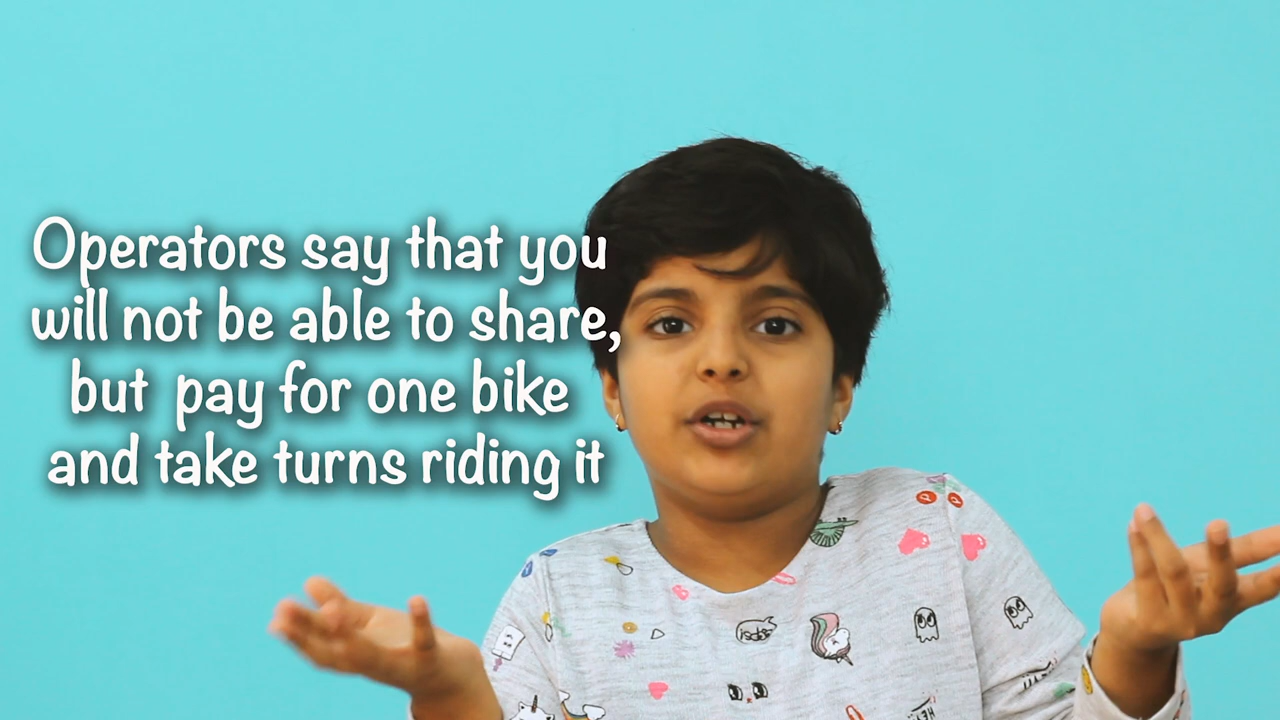 Operators say that you
will not be able to share,
but pay for one bike
and take turns riding it